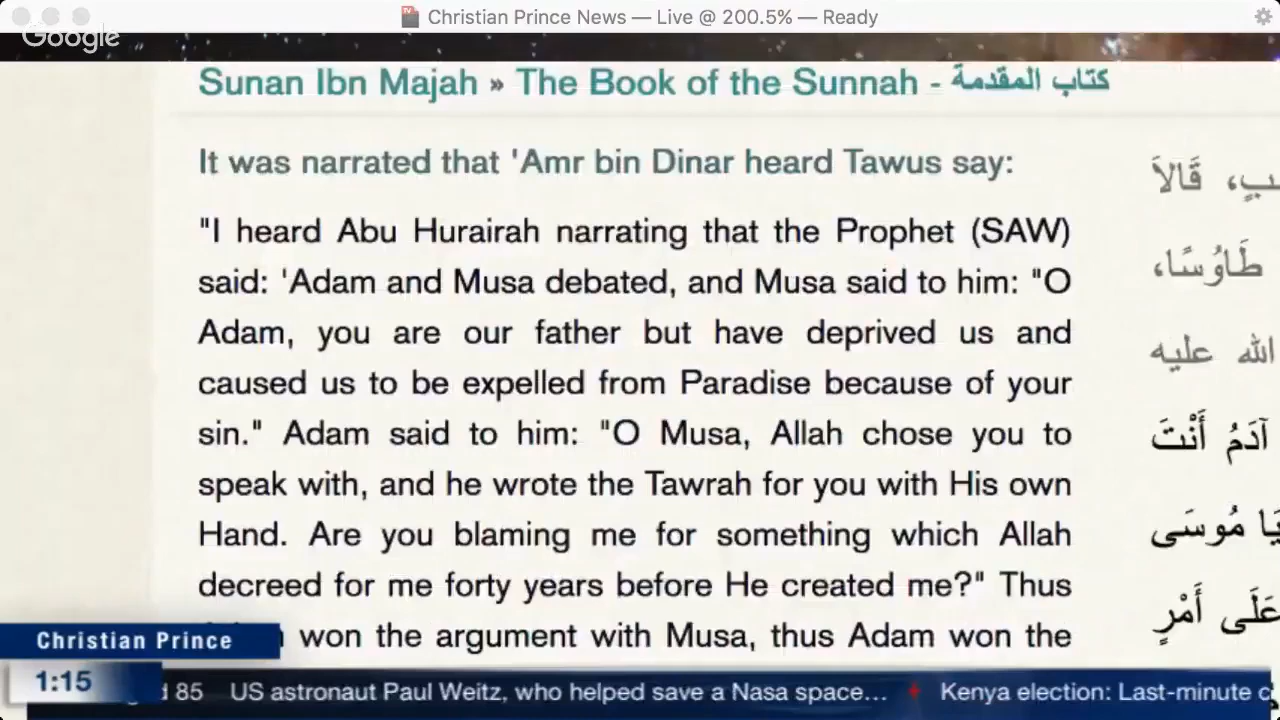 Christian Prince News — Live @ 200.5% — Ready
Google
Sunan Ibn Majah » The Book of the Sunnah - كتاب المقدمة
It was narrated that 'Amr bin Dinar heard Tawus say:
"I heard Abu Hurairah narrating that the Prophet (SAW)
said: 'Adam and Musa debated, and Musa said to him: "O
Adam, you are our father but have deprived us and
caused us to be expelled from Paradise because of your
sin." Adam said to him: "O Musa, Allah chose you to
speak with, and he wrote the Tawrah for you with His own
Hand. Are you blaming me for something which Allah
decreed for me forty years before He created me?" Thus
won the argument with Musa, thus Adam won the
قَالاَ
طَاوُسًا،
الله عليه
آدَمُ أَنْتَ
يَا مُوسَى
عَلَى أَمْرٍ
Christian Prince
1:15
85 US astronaut Paul Weitz, who helped save a Nasa space... Kenya election: Last-minute